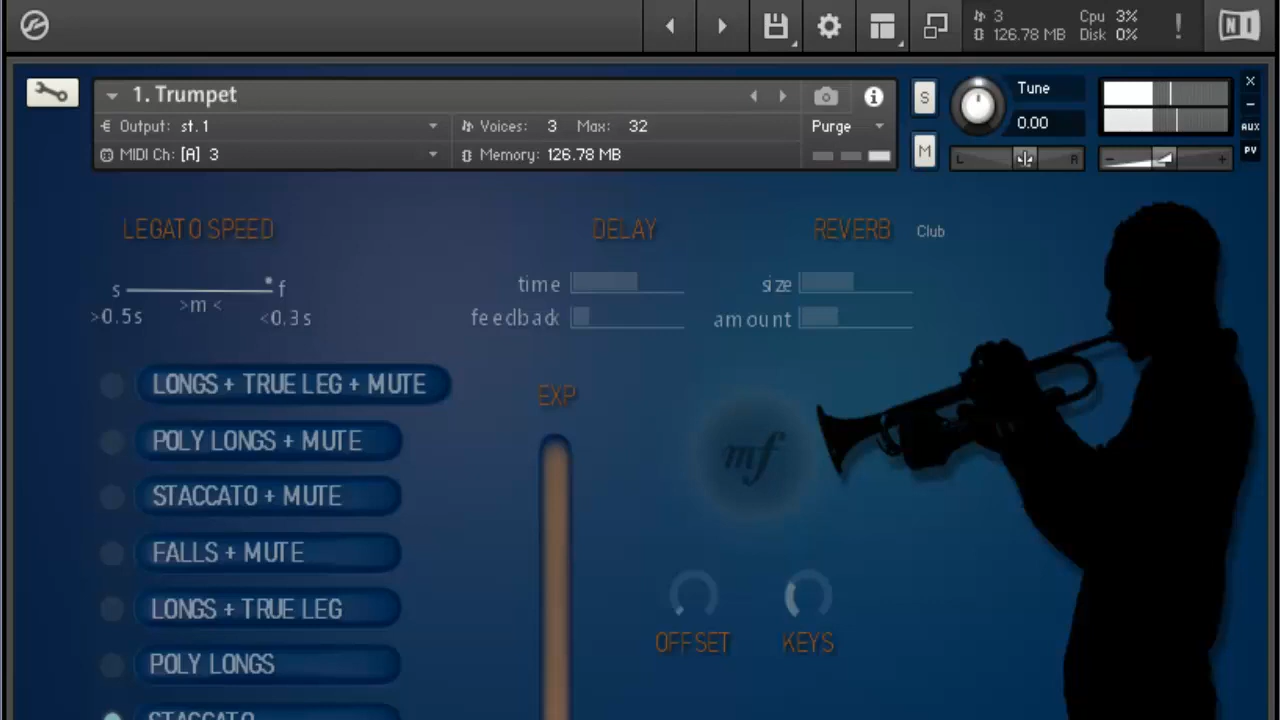 3 Cpu 3%
126.78 MB Disk 0% ! NI
1. Trumpet
Output: st. 1
Voices: 3 Max: 32
Purge
MIDI Ch: [A] 3
Memory: 126.78 MB
S
M
Tune
0.00
L R
- +
X
-
AUX
PV
LEGATO SPEED
s f
>m <
>0.5s <0.3s
DELAY
time
feedback
REVERB Club
size
amount
LONGS + TRUE LEG + MUTE
POLY LONGS + MUTE
STACCATO + MUTE
FALLS + MUTE
LONGS + TRUE LEG
POLY LONGS
STACCATO
EXP
mf
OFFSET KEYS